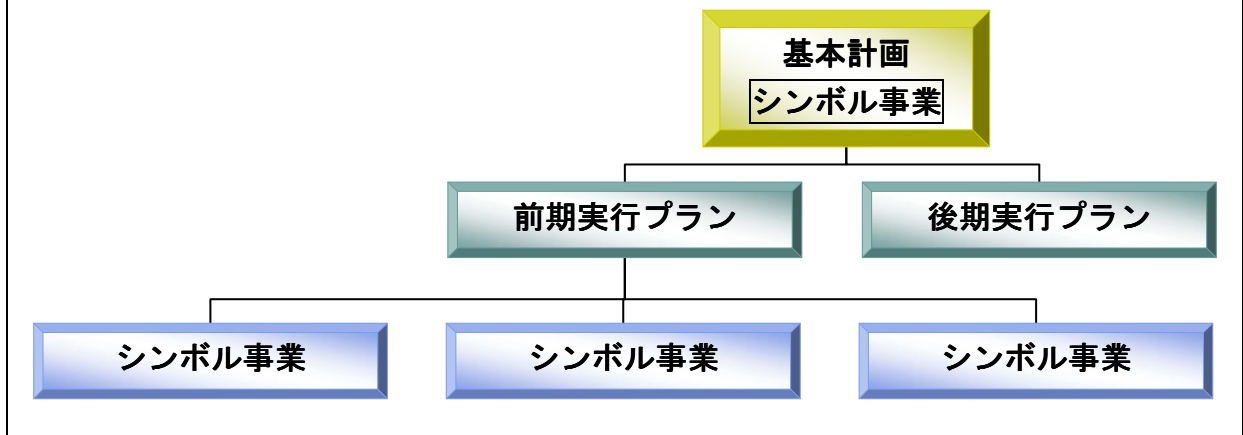 基本計画
シンボル事業
前期実行プラン
後期実行プラン
シンボル事業
シンボル事業
シンボル事業